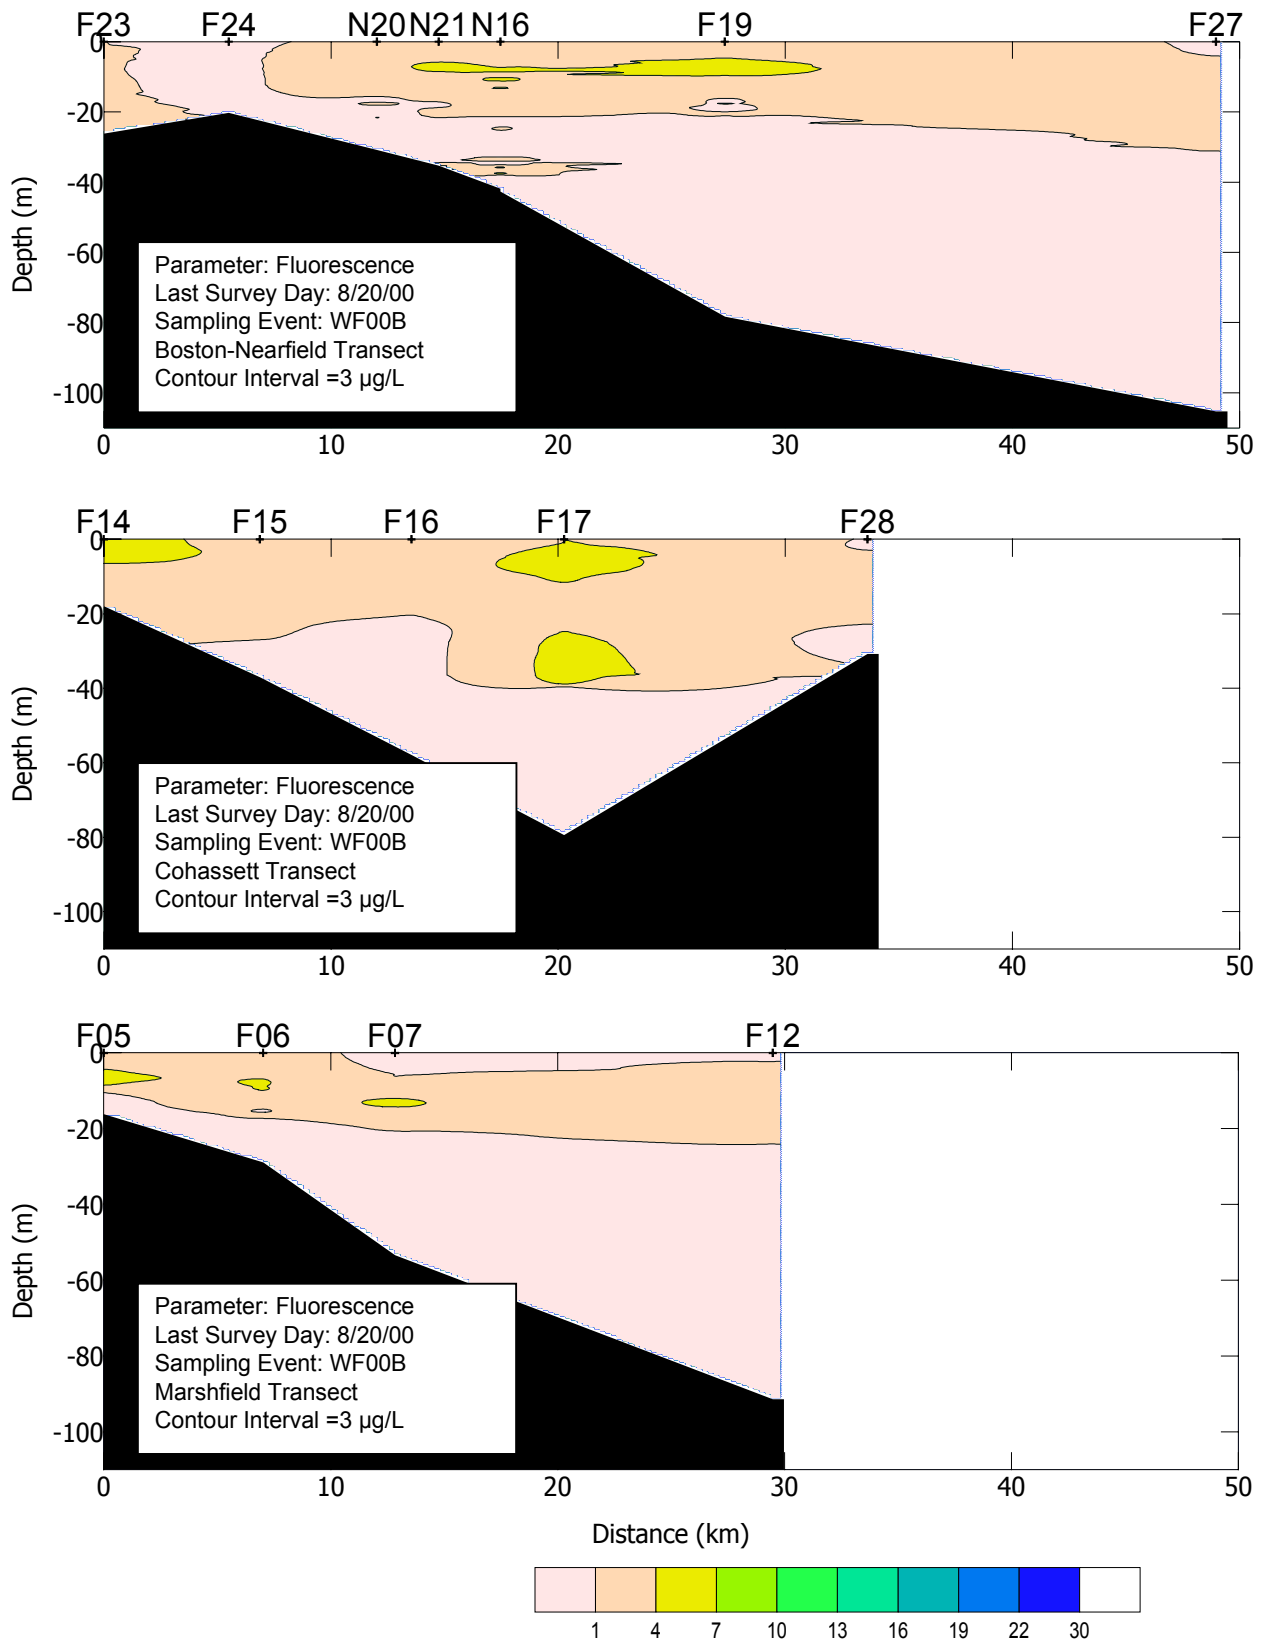 F23 F24 N20 N21 N16 F19 F27
0
-20
-40
-60
-80
-100
Depth (m)
Parameter: Fluorescence
Last Survey Day: 8/20/00
Sampling Event: WF00B
Boston-Nearfield Transect
Contour Interval =3 µg/L
0 10 20 30 40 50
F14 F15 F16 F17 F28
0
-20
-40
-60
-80
-100
Depth (m)
Parameter: Fluorescence
Last Survey Day: 8/20/00
Sampling Event: WF00B
Cohassett Transect
Contour Interval =3 µg/L
0 10 20 30 40 50
F05 F06 F07 F12
0
-20
-40
-60
-80
-100
Depth (m)
Parameter: Fluorescence
Last Survey Day: 8/20/00
Sampling Event: WF00B
Marshfield Transect
Contour Interval =3 µg/L
0 10 20 30 40 50
Distance (km)
1 4 7 10 13 16 19 22 30